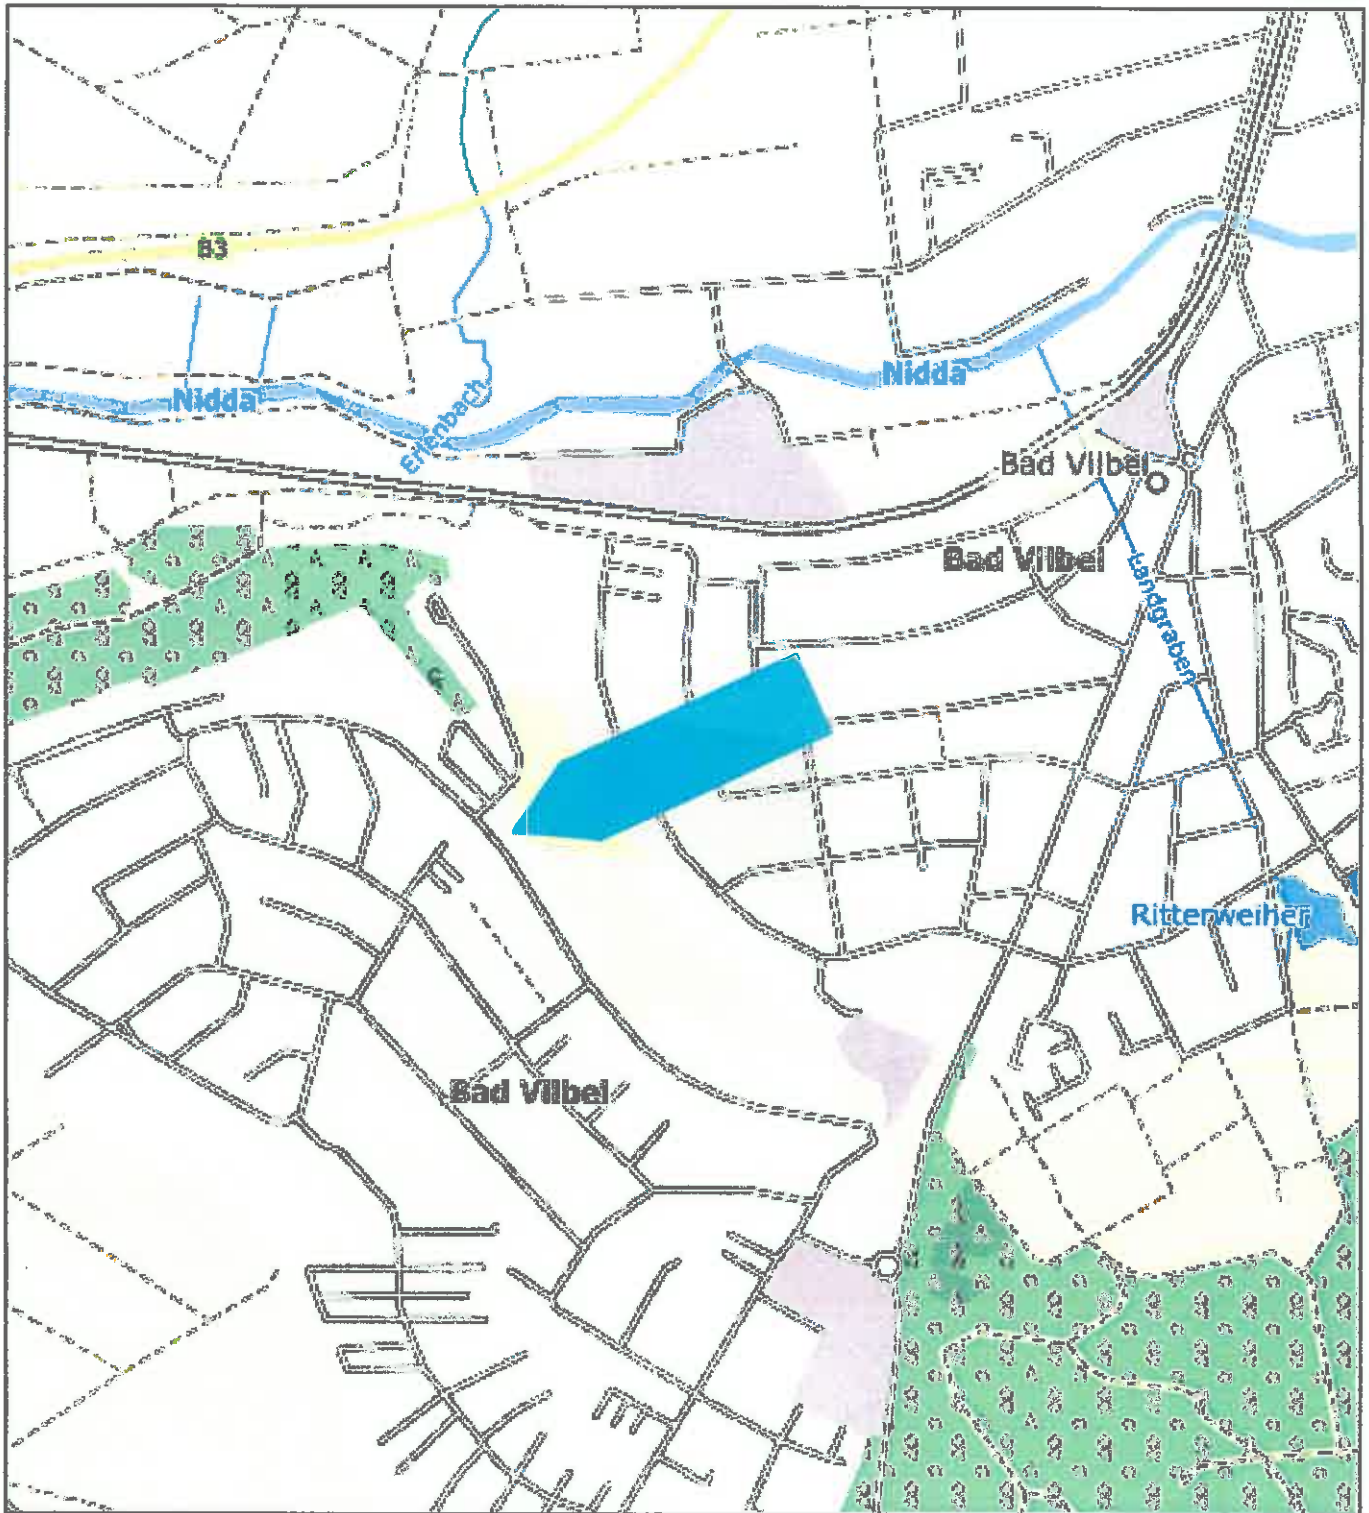 B3
Nidda
Nidda
Erlenbach
Bad Vilbel
Bad Vilbel
Landgraben
Ritterweiher
Bad Vilbel